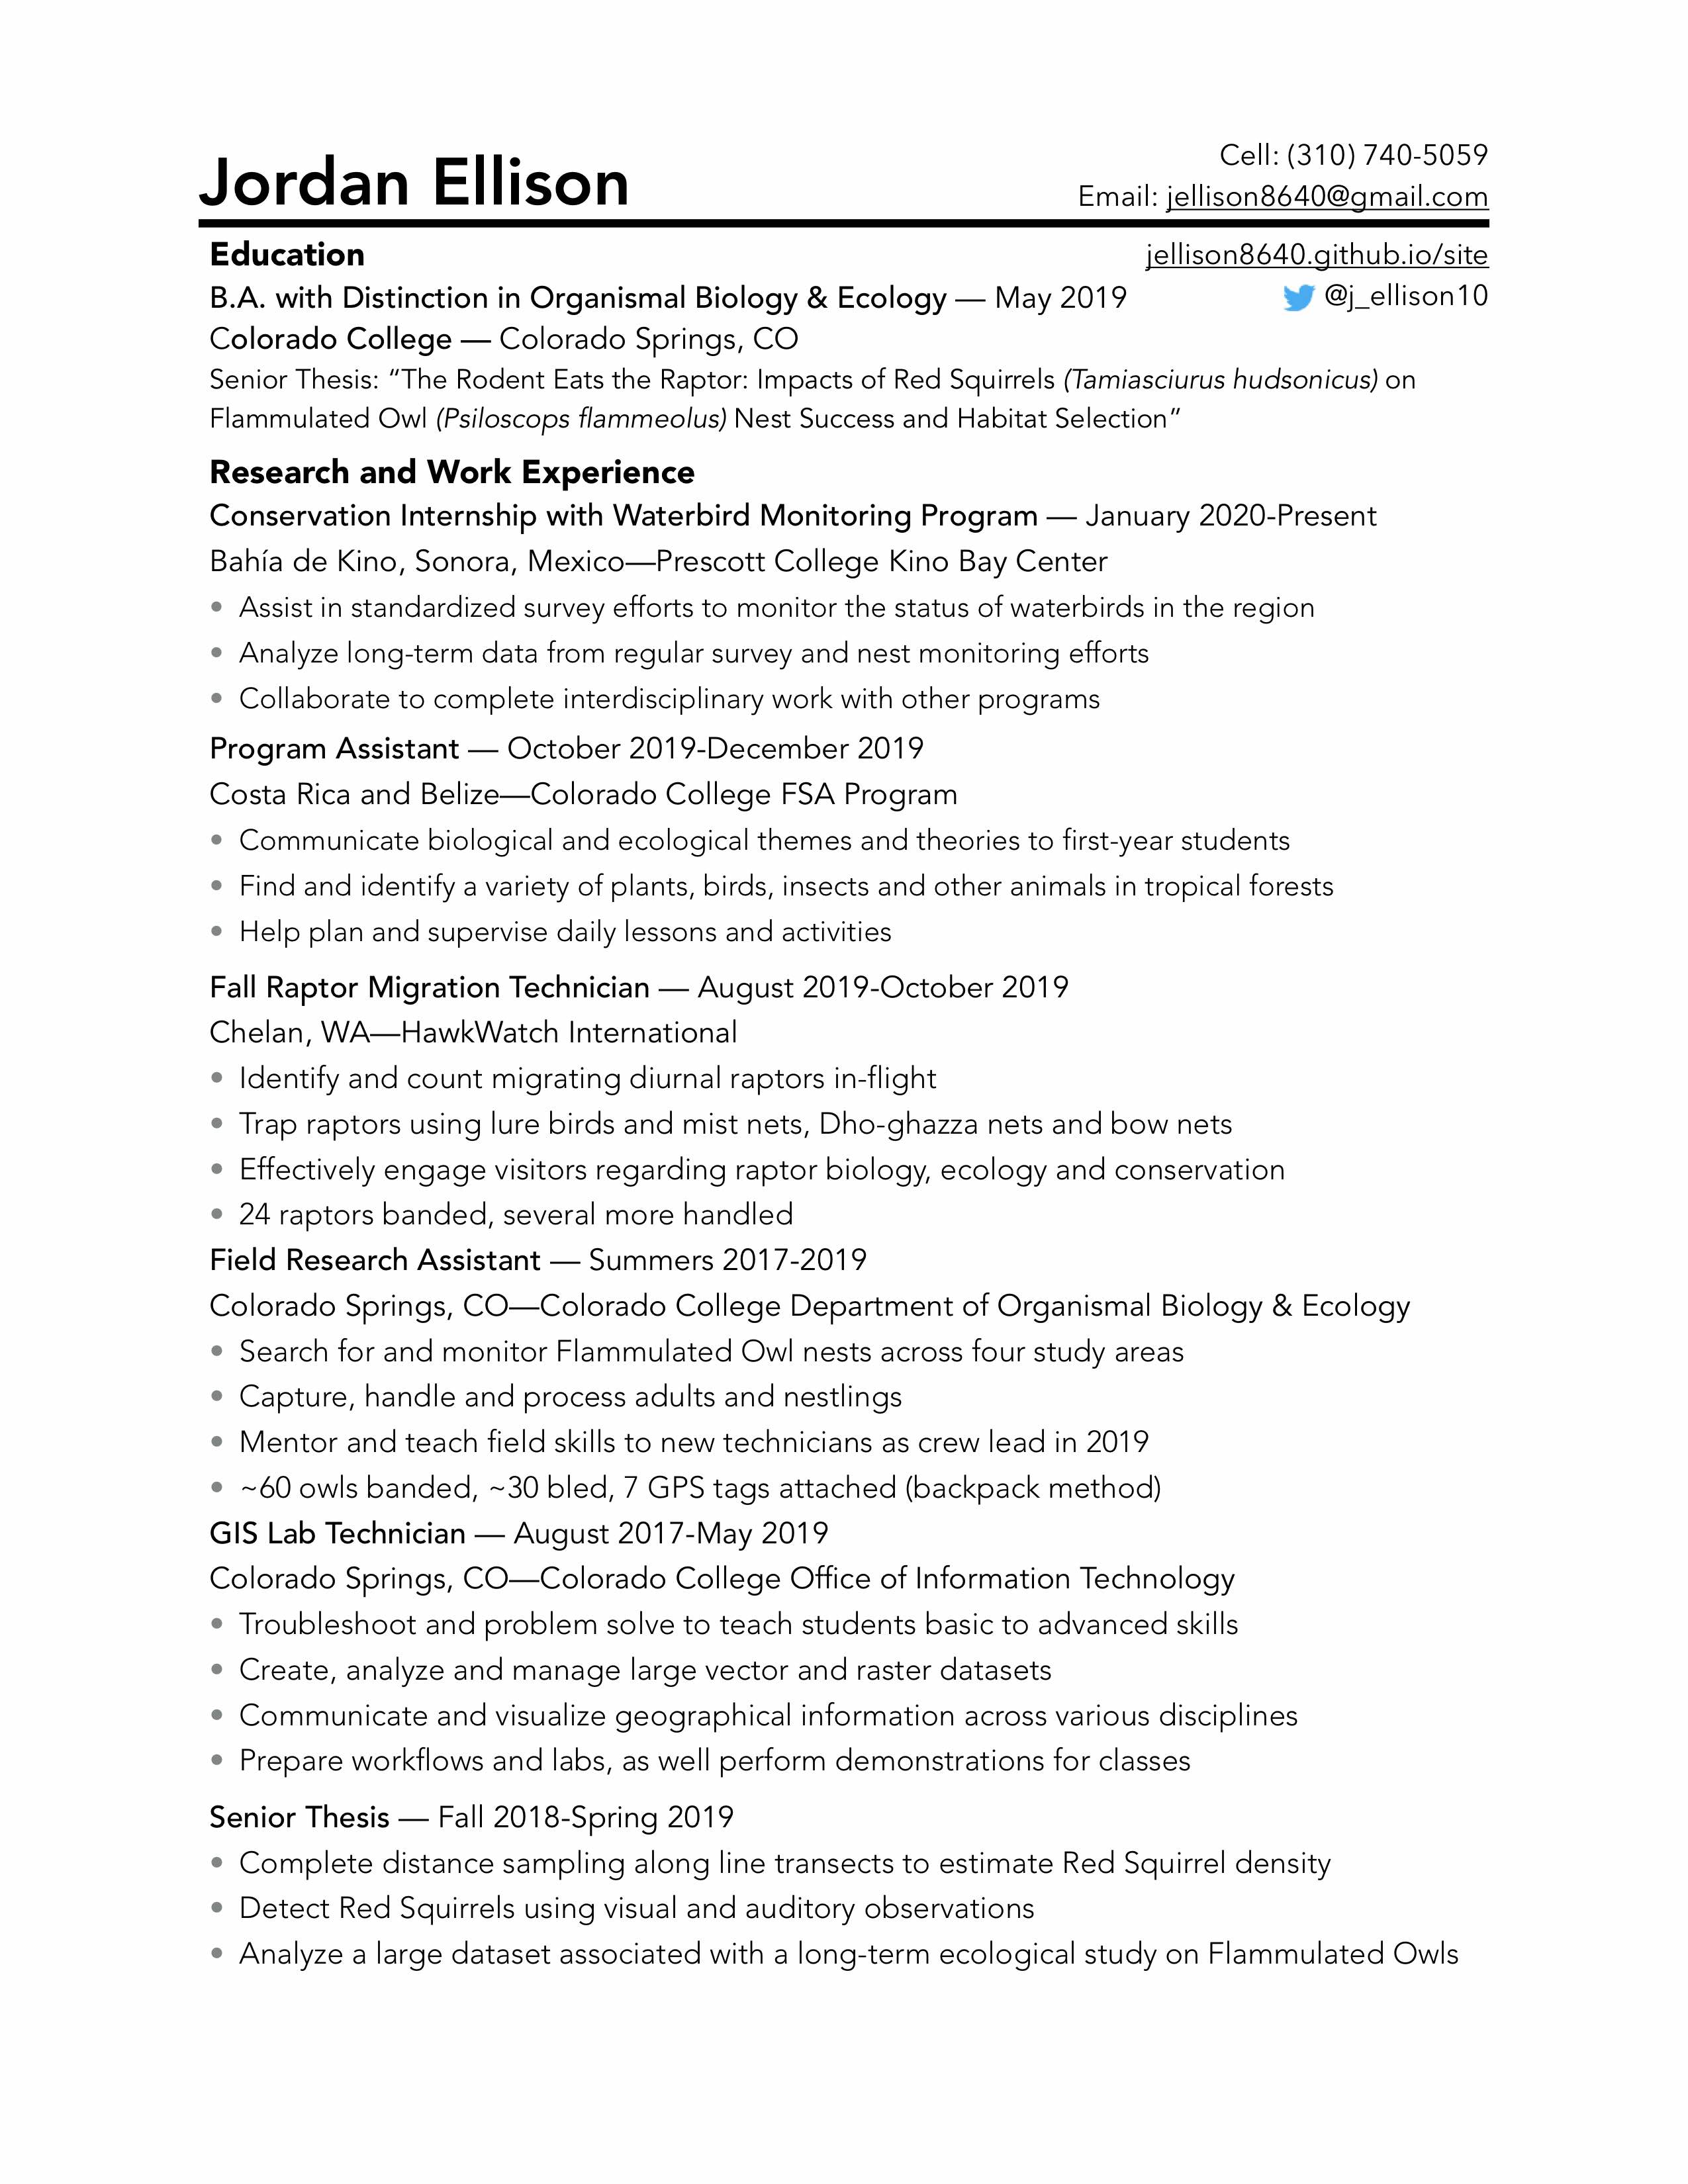 Jordan Ellison
Cell: (310) 740-5059
Email: jellison8640@gmail.com
Education
jellison8640.github.io/site
B.A. with Distinction in Organismal Biology & Ecology — May 2019
@j_ellison10
Colorado College — Colorado Springs, CO
Senior Thesis: “The Rodent Eats the Raptor: Impacts of Red Squirrels (Tamiasciurus hudsonicus) on
Flammulated Owl (Psiloscops flammeolus) Nest Success and Habitat Selection”
Research and Work Experience
Conservation Internship with Waterbird Monitoring Program — January 2020-Present
Bahía de Kino, Sonora, Mexico—Prescott College Kino Bay Center
• Assist in standardized survey efforts to monitor the status of waterbirds in the region
• Analyze long-term data from regular survey and nest monitoring efforts
• Collaborate to complete interdisciplinary work with other programs
Program Assistant — October 2019-December 2019
Costa Rica and Belize—Colorado College FSA Program
• Communicate biological and ecological themes and theories to first-year students
• Find and identify a variety of plants, birds, insects and other animals in tropical forests
• Help plan and supervise daily lessons and activities
Fall Raptor Migration Technician — August 2019-October 2019
Chelan, WA—HawkWatch International
• Identify and count migrating diurnal raptors in-flight
• Trap raptors using lure birds and mist nets, Dho-ghazza nets and bow nets
• Effectively engage visitors regarding raptor biology, ecology and conservation
• 24 raptors banded, several more handled
Field Research Assistant — Summers 2017-2019
Colorado Springs, CO—Colorado College Department of Organismal Biology & Ecology
• Search for and monitor Flammulated Owl nests across four study areas
• Capture, handle and process adults and nestlings
• Mentor and teach field skills to new technicians as crew lead in 2019
• ~60 owls banded, ~30 bled, 7 GPS tags attached (backpack method)
GIS Lab Technician — August 2017-May 2019
Colorado Springs, CO—Colorado College Office of Information Technology
• Troubleshoot and problem solve to teach students basic to advanced skills
• Create, analyze and manage large vector and raster datasets
• Communicate and visualize geographical information across various disciplines
• Prepare workflows and labs, as well perform demonstrations for classes
Senior Thesis — Fall 2018-Spring 2019
• Complete distance sampling along line transects to estimate Red Squirrel density
• Detect Red Squirrels using visual and auditory observations
• Analyze a large dataset associated with a long-term ecological study on Flammulated Owls